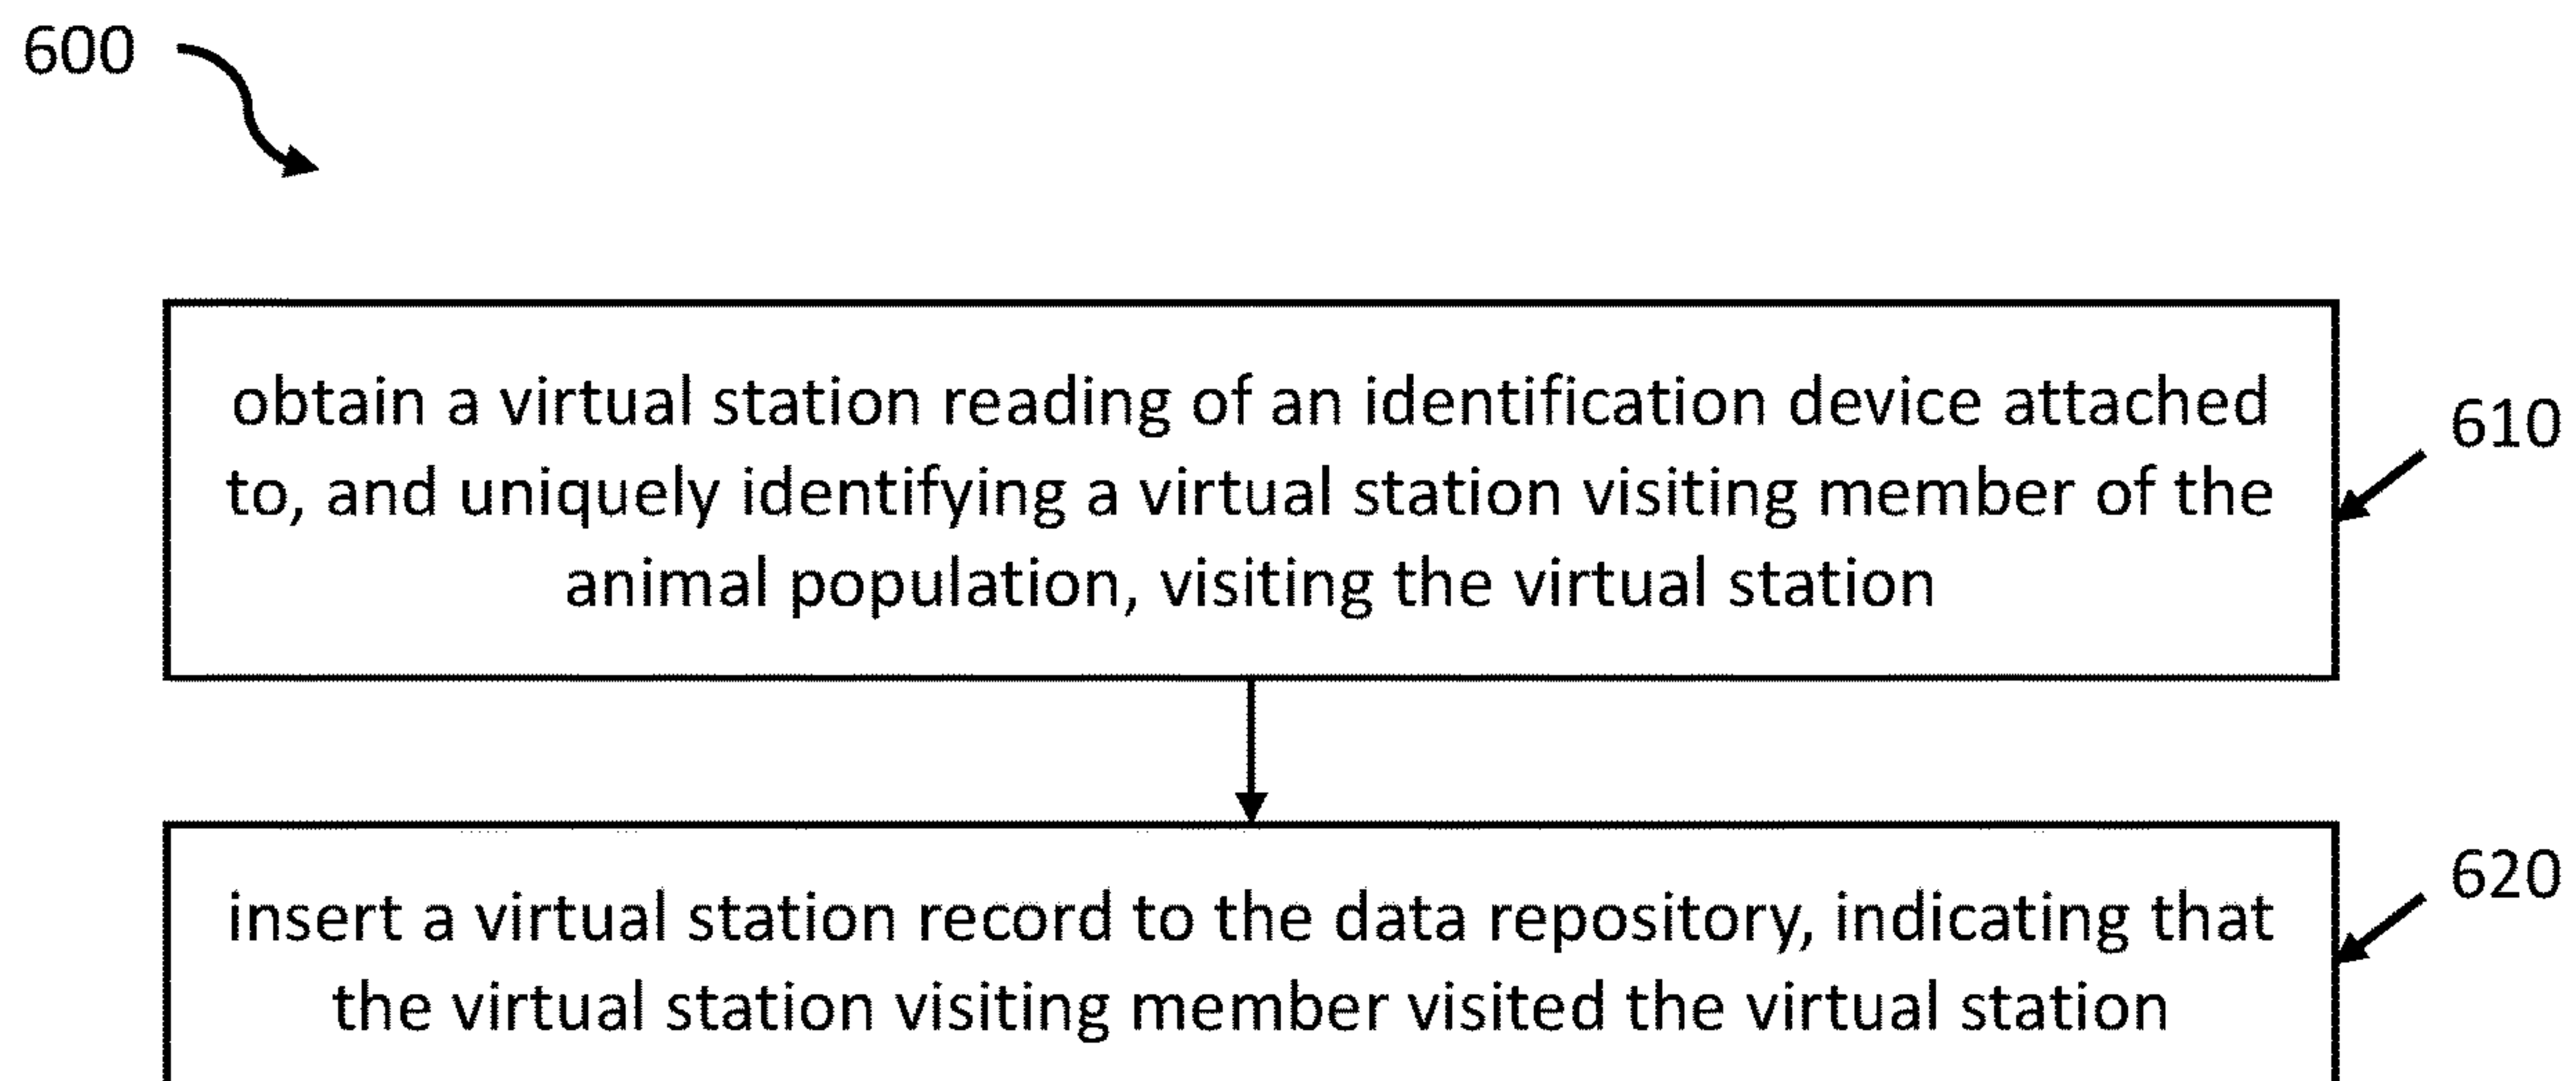 600
obtain a virtual station reading of an identification device attached
to, and uniquely identifying a virtual station visiting member of the
animal population, visiting the virtual station
610
insert a virtual station record to the data repository, indicating that
the virtual station visiting member visited the virtual station
620